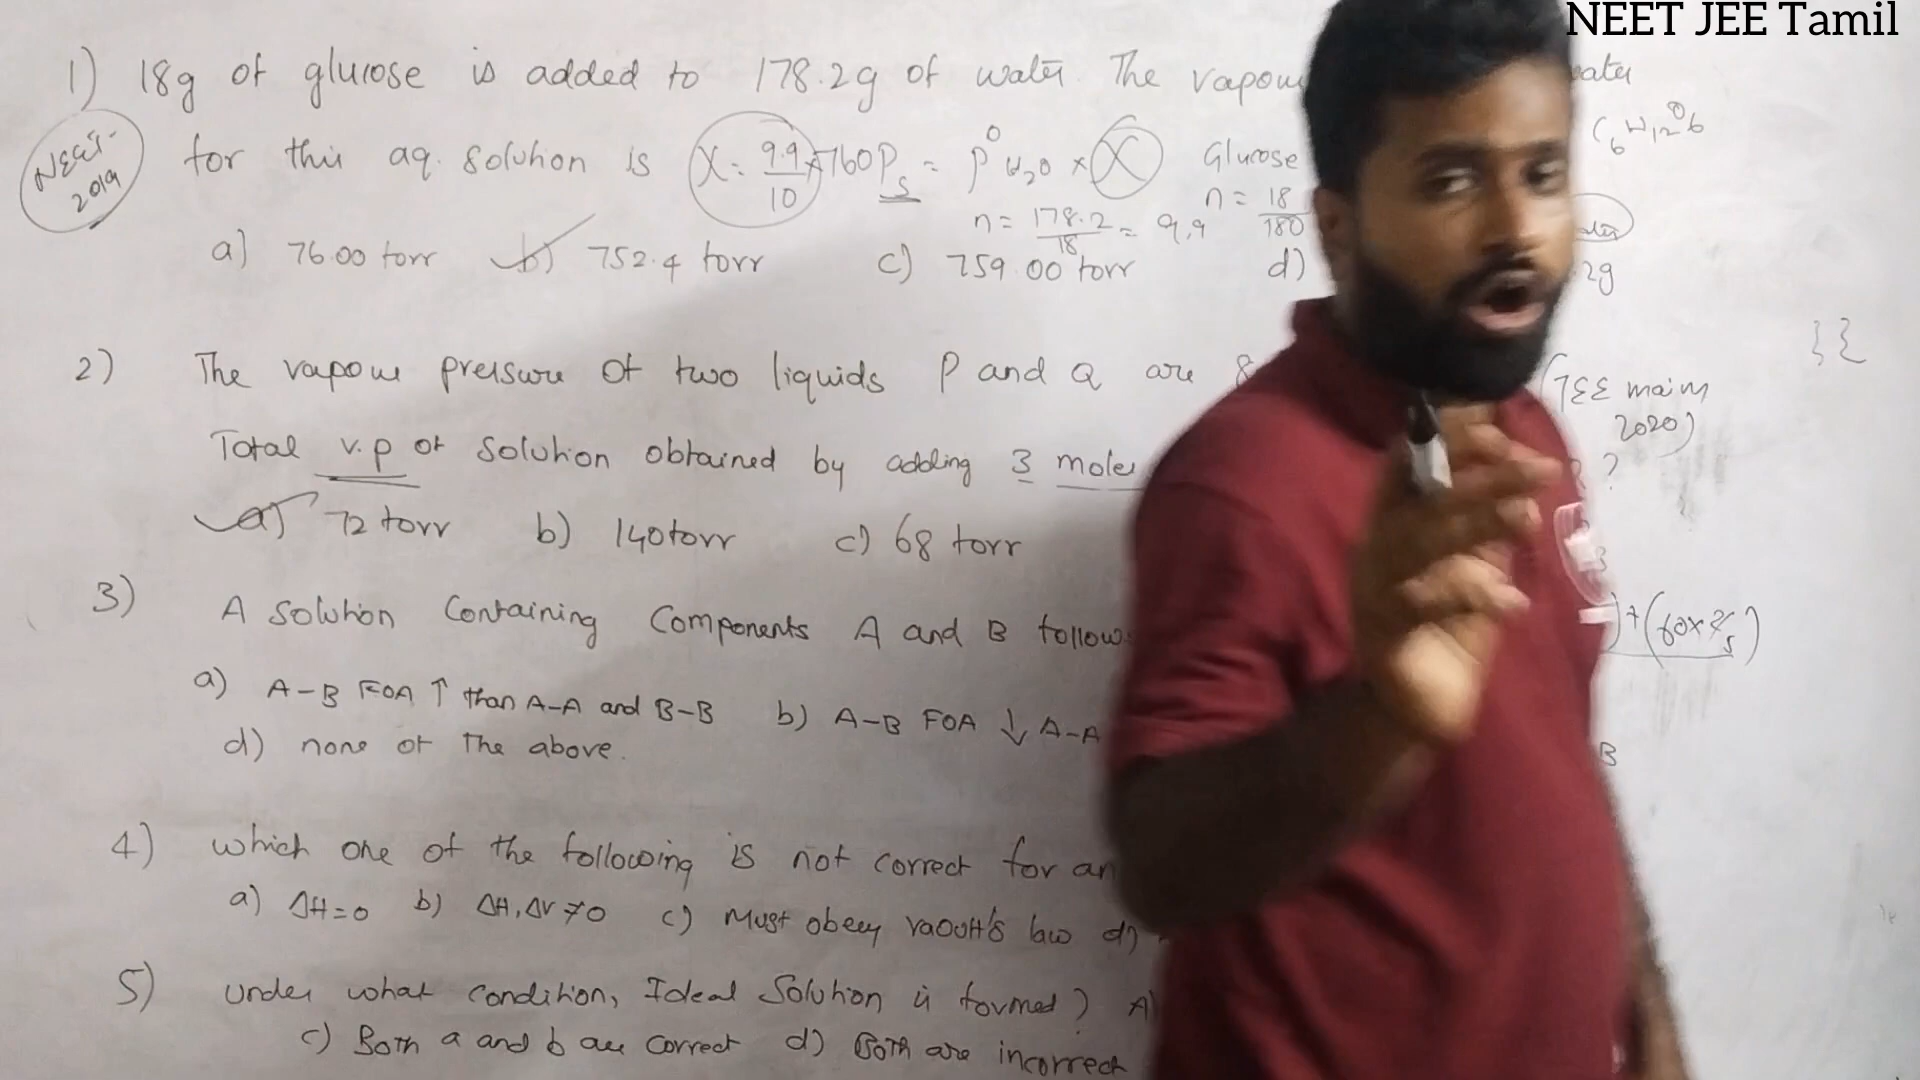 NEET JEE Tamil
1) 18g of glucose is added to 178.2g of water. The vapour water
NEET-
2019
for this aq. solution is X = 9.9/10 × 760 Ps = P° H2O × X Glucose C6H12O6
n = 178.2/18 = 9.9 n = 18/180
a) 76.00 torr b) 752.4 torr c) 759.00 torr d) 2g
2) The vapour pressure of two liquids P and Q are 8 (JEE main
2020)
Total v.p of solution obtained by adding 3 mole ?
a) 72 torr b) 140 torr c) 68 torr
3) A solution containing components A and B follow
) + (60 × 2/5)
a) A-B FOA ↑ than A-A and B-B b) A-B FOA ↓ A-A B
d) none of the above.
4) which one of the following is not correct for an
a) ΔH=0 b) ΔH, ΔV ≠ 0 c) Must obey raoult's law d)
5) under what condition, Ideal solution is formed? A)
c) Both a and b are correct d) Both are incorrect